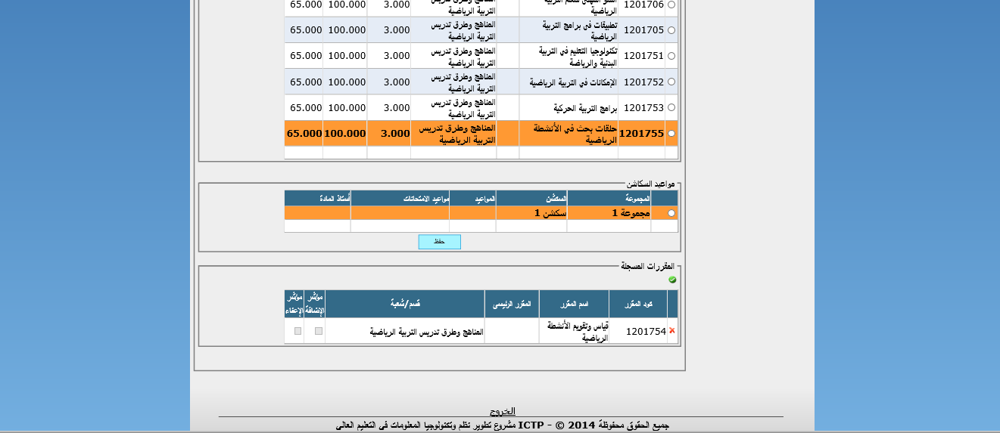 1201706 الرياضية 3.000 100.000 65.000
التربية الرياضية
1201705 تطبيقات في برامج التربية الرياضية المناهج وطرق تدريس التربية الرياضية 3.000 100.000 65.000
1201751 تكنولوجيا التعليم في التربية البدنية والرياضة المناهج وطرق تدريس التربية الرياضية 3.000 100.000 65.000
1201752 الإمكانات في التربية الرياضية المناهج وطرق تدريس التربية الرياضية 3.000 100.000 65.000
1201753 برامج التربية الحركية المناهج وطرق تدريس التربية الرياضية 3.000 100.000 65.000
1201755 حلقات بحث في الأنشطة الرياضية المناهج وطرق تدريس التربية الرياضية 3.000 100.000 65.000
مواعيد السكاشن
المجموعة السكشن المواعيد مواعيد الامتحانات أستاذ المادة
مجموعة 1 سكشن 1
حفظ
المقررات المسجلة
كود المقرر اسم المقرر المقرر الرئيسى قسم/شعبة مؤشر الإضافة مؤشر الإعفاء
1201754 قياس وتقويم الأنشطة الرياضية المناهج وطرق تدريس التربية الرياضية
الخروج
جميع الحقوق محفوظة 2014 © - ICTP مشروع تطوير نظم وتكنولوجيا المعلومات فى التعليم العالى